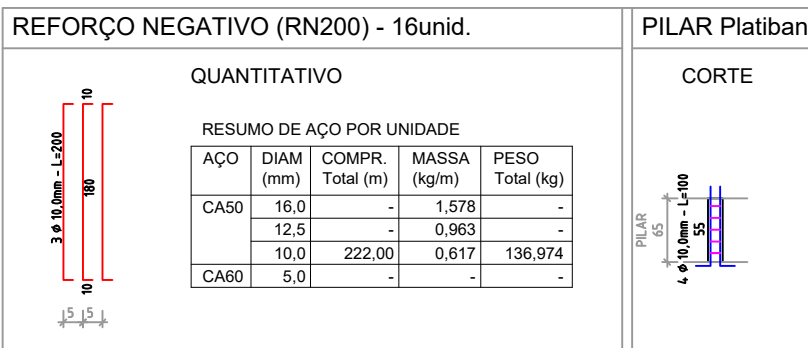 REFORÇO NEGATIVO (RN200) - 16unid.
QUANTITATIVO
RESUMO DE AÇO POR UNIDADE
AÇO DIAM (mm) COMPR. Total (m) MASSA (kg/m) PESO Total (kg)
CA50 16,0 - 1,578 -
12,5 - 0,963 -
10,0 222,00 0,617 136,974
CA60 5,0 - - -
10
3 ϕ 10,0mm - L=200
180
10
5 5
PILAR Platiban
CORTE
PILAR
65
4 ϕ 10,0mm - L=100
55